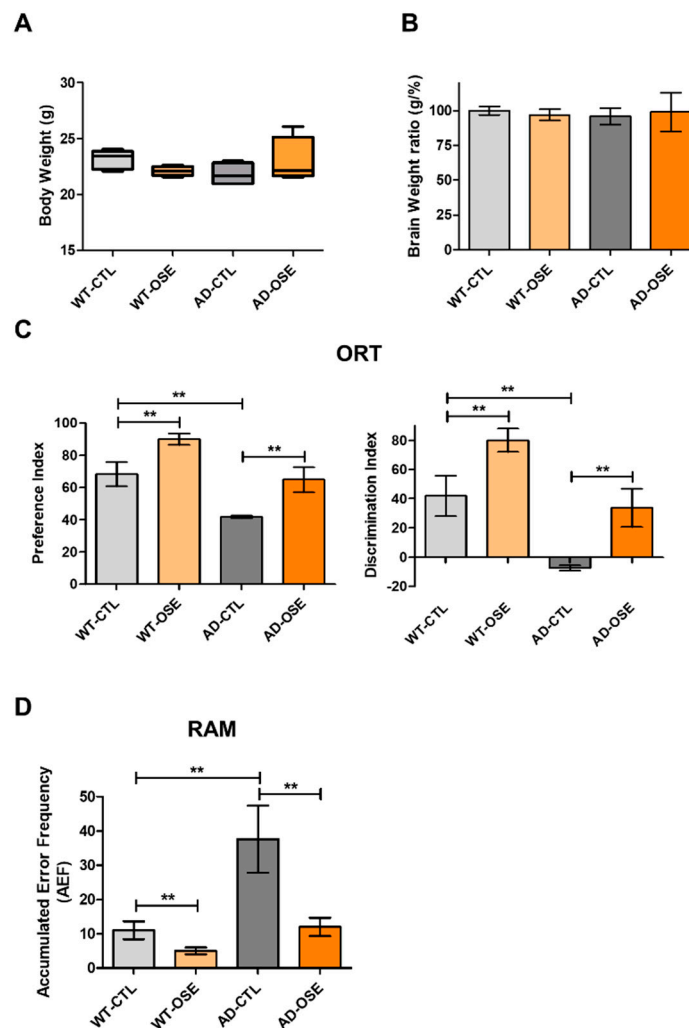 A
Body Weight (g)
30
25
20
15
WT-CTL
WT-OSE
AD-CTL
AD-OSE
B
Brain Weight ratio (g/%)
100
75
50
25
0
WT-CTL
WT-OSE
AD-CTL
AD-OSE
C
ORT
Preference Index
100
80
60
40
20
0
**
**
**
WT-CTL
WT-OSE
AD-CTL
AD-OSE
Discrimination Index
80
60
40
20
0
-20
**
**
**
WT-CTL
WT-OSE
AD-CTL
AD-OSE
D
RAM
Accumulated Error Frequency
(AEF)
50
40
30
20
10
0
**
**
**
WT-CTL
WT-OSE
AD-CTL
AD-OSE